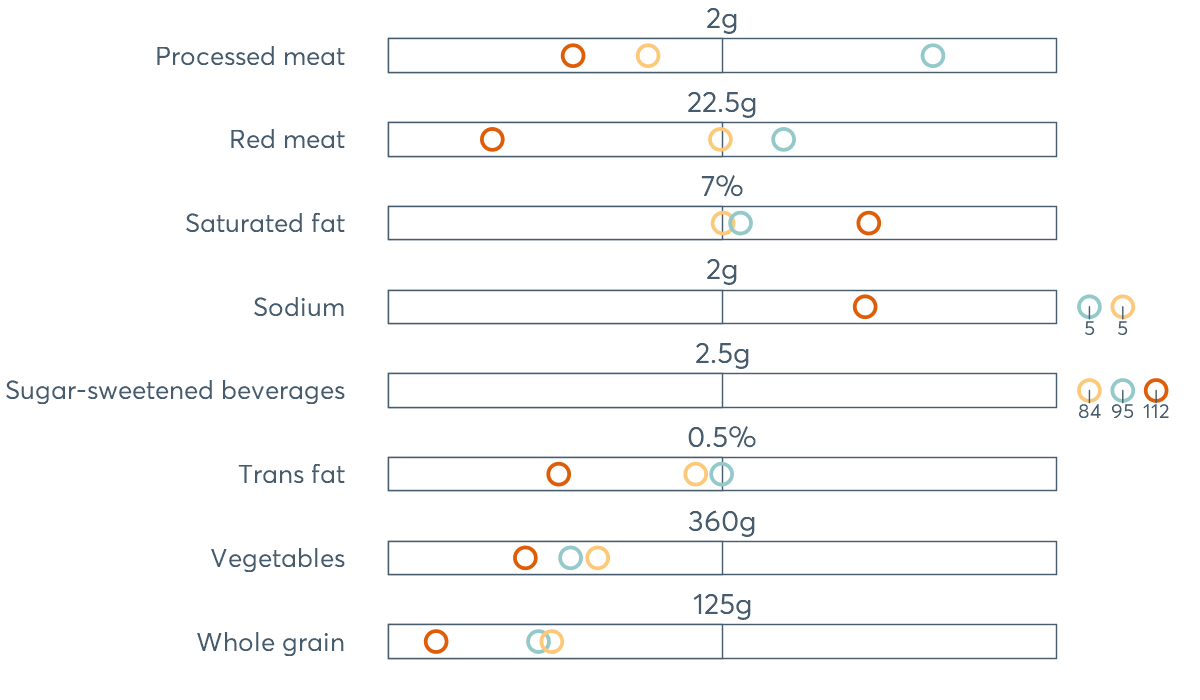 2g
Processed meat
22.5g
Red meat
7%
Saturated fat
2g
Sodium
5 5
2.5g
Sugar-sweetened beverages
84 95 112
0.5%
Trans fat
360g
Vegetables
125g
Whole grain